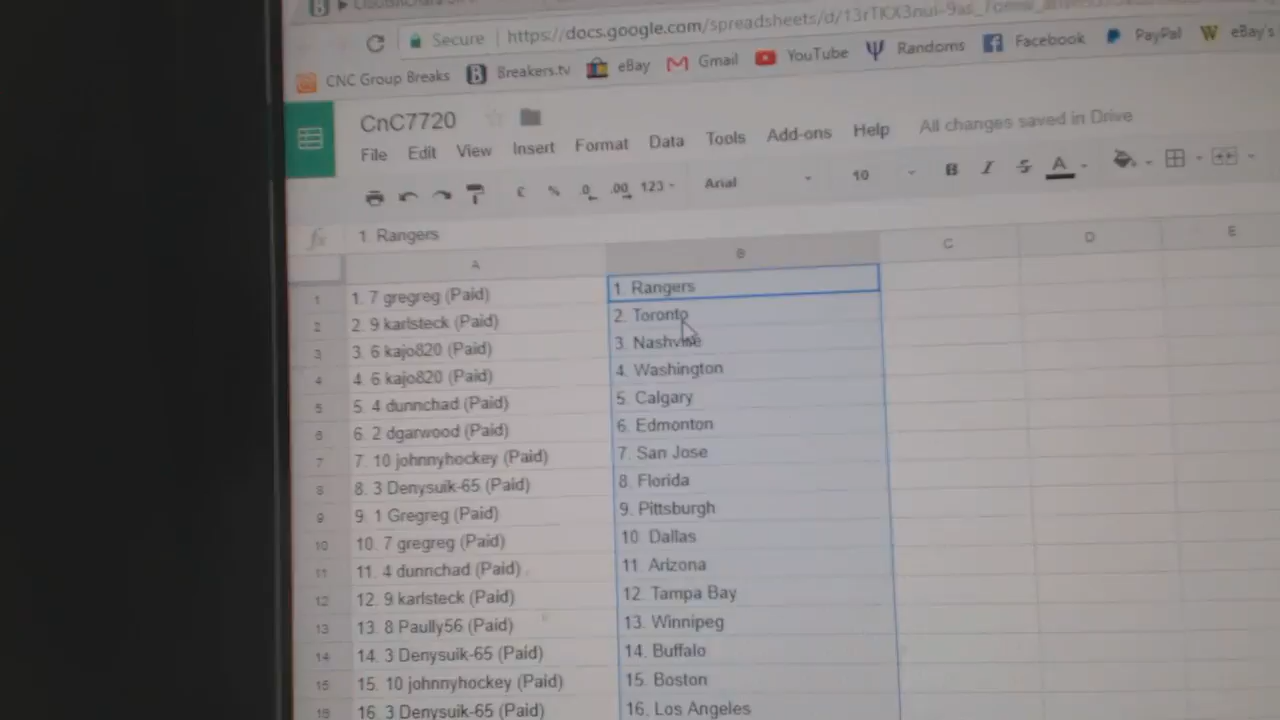 Secure https://docs.google.com/spreadsheets/d/13rTKX3nui-9as_
CNC Group Breaks Breakers.tv eBay Gmail YouTube Randoms Facebook PayPal eBay's
CnC7720
File Edit View Insert Format Data Tools Add-ons Help All changes saved in Drive
£ % .0 .00 123 Arial 10 B I S A
fx 1. Rangers
A B C D E
1 1. 7 gregreg (Paid) 1. Rangers
2 2. 9 karlsteck (Paid) 2. Toronto
3 3. 6 kajo820 (Paid) 3. Nashville
4 4. 6 kajo820 (Paid) 4. Washington
5 5. 4 dunnchad (Paid) 5. Calgary
6 6. 2 dgarwood (Paid) 6. Edmonton
7 7. 10 johnnyhockey (Paid) 7. San Jose
8 8. 3 Denysuik-65 (Paid) 8. Florida
9 9. 1 Gregreg (Paid) 9. Pittsburgh
10 10. 7 gregreg (Paid) 10 Dallas
11 11. 4 dunnchad (Paid) 11 Arizona
12 12. 9 karlsteck (Paid) 12. Tampa Bay
13 13. 8 Paully56 (Paid) 13. Winnipeg
14 14. 3 Denysuik-65 (Paid) 14. Buffalo
15 15. 10 johnnyhockey (Paid) 15. Boston
16 16. 3 Denysuik-65 (Paid) 16. Los Angeles